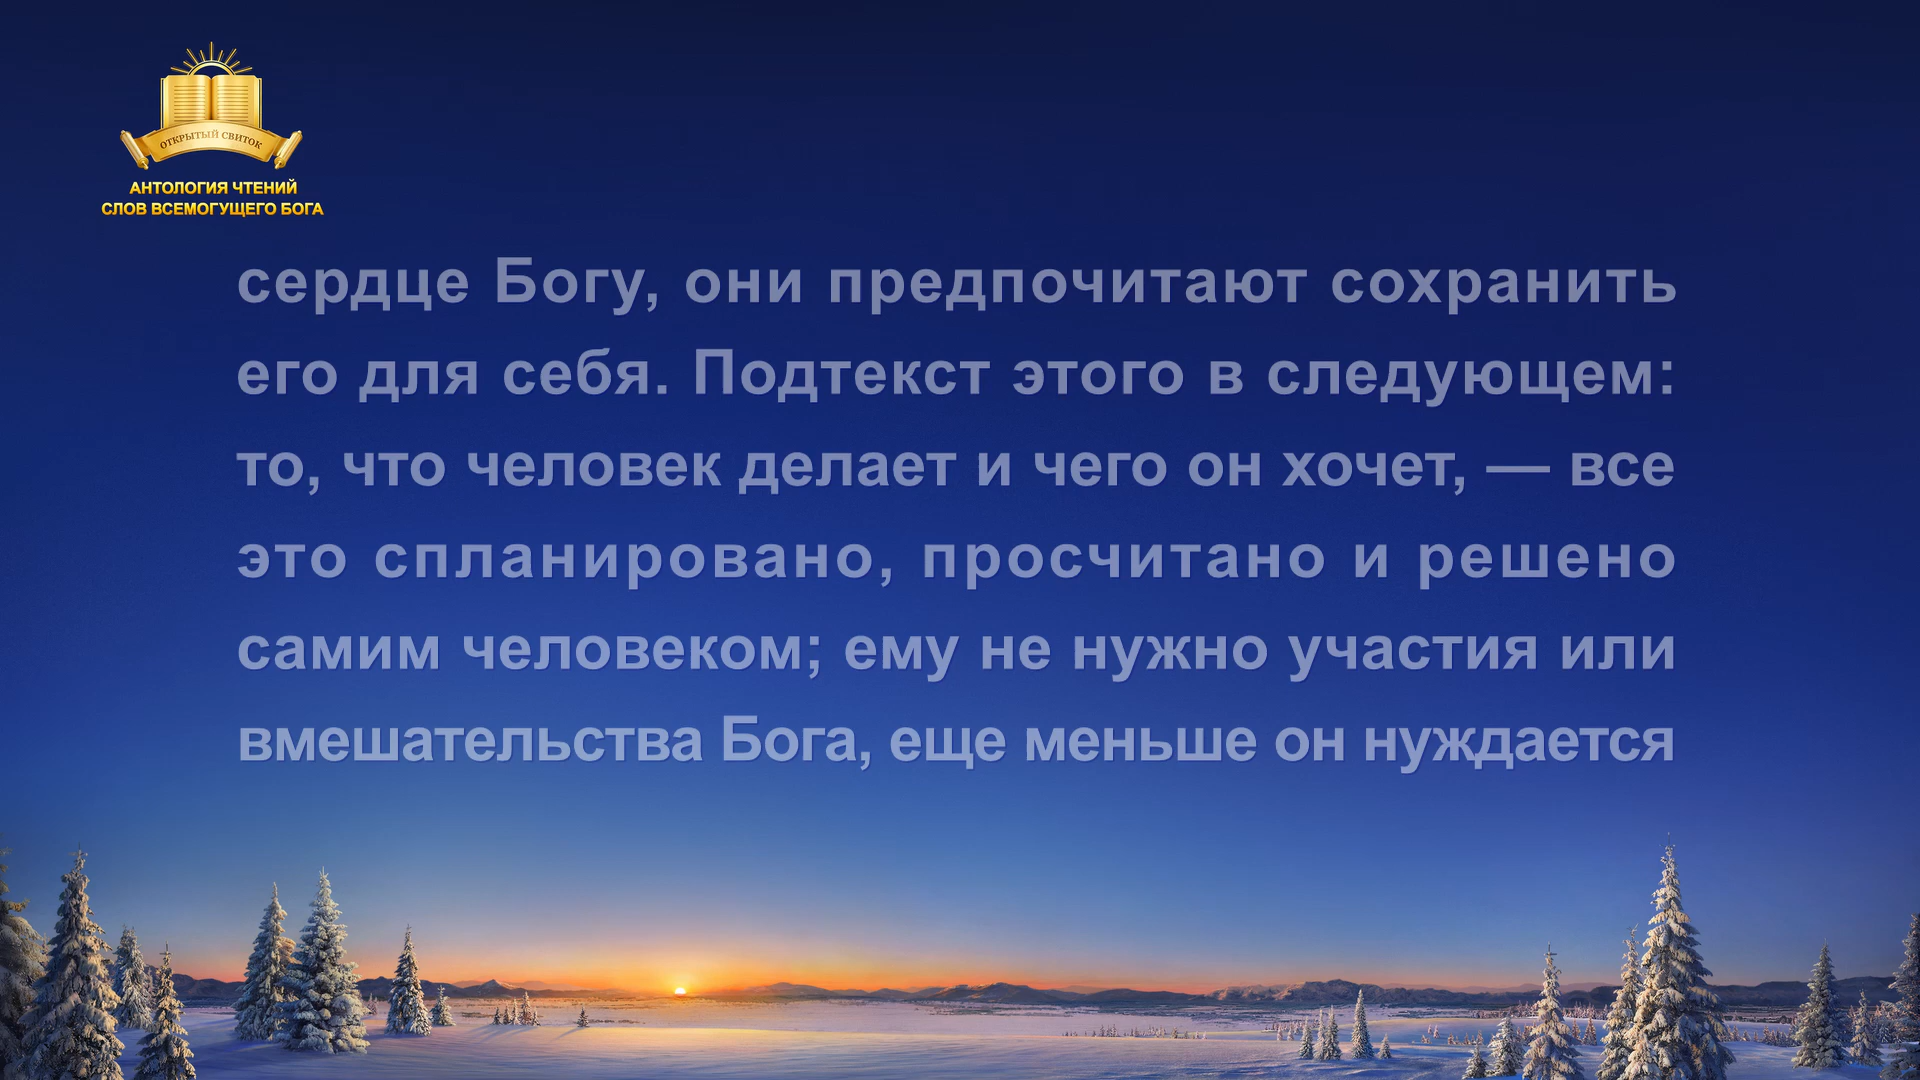 ОТКРЫТЫЙ СВИТОК
АНТОЛОГИЯ ЧТЕНИЙ
СЛОВ ВСЕМОГУЩЕГО БОГА
сердце Богу, они предпочитают сохранить
его для себя. Подтекст этого в следующем:
то, что человек делает и чего он хочет, — все
это спланировано, просчитано и решено
самим человеком; ему не нужно участия или
вмешательства Бога, еще меньше он нуждается